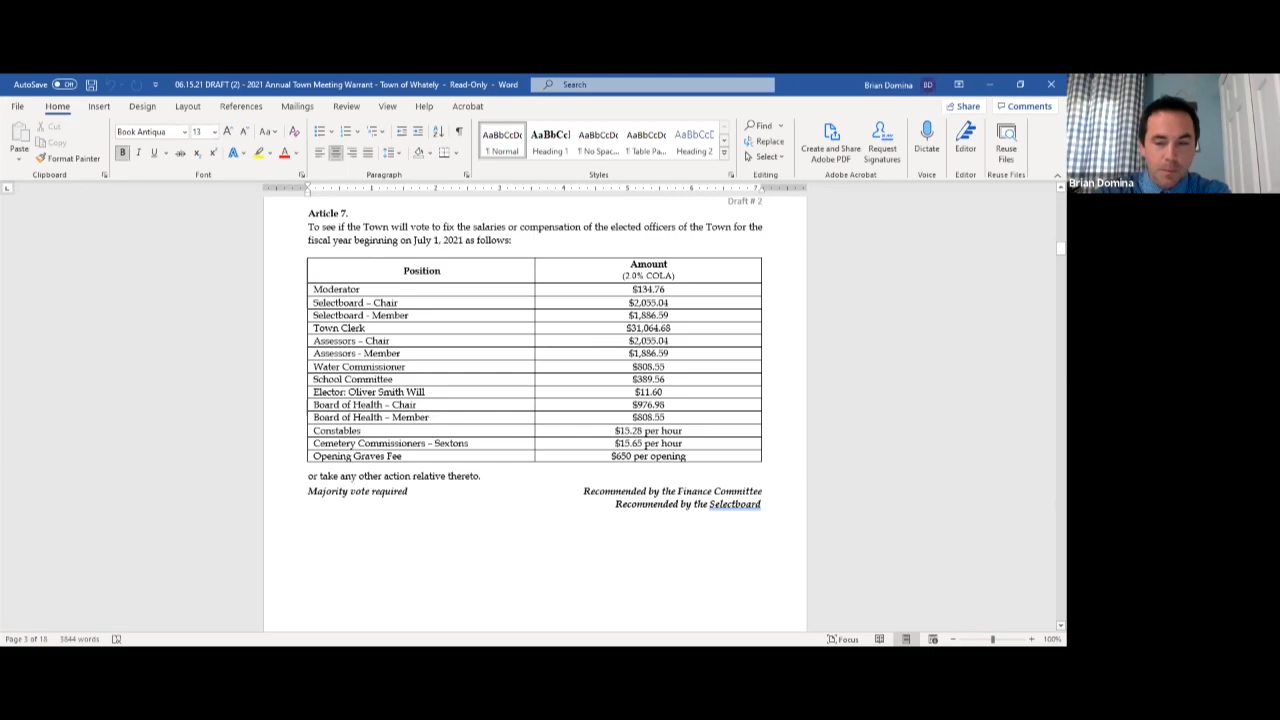 AutoSave Off 06.15.21 DRAFT (2) - 2021 Annual Town Meeting Warrant - Town of Whately - Read-Only - Word Search Brian Domina BD
File Home Insert Design Layout References Mailings Review View Help Acrobat Share Comments
Paste Cut Copy Format Painter
Book Antiqua 13
AaBbCcDc AaBbCcI AaBbCcDc AaBbCcDc AaBbCcC
¶ Normal Heading 1 ¶ No Spac... ¶ Table Pa... Heading 2
Find Replace Select
Create and Share Adobe PDF Request Signatures Dictate Editor Reuse Files
Clipboard Font Paragraph Styles Editing Adobe Acrobat Voice Editor Reuse Files
Brian Domina
1 2 3 4 5 6 7
Draft # 2
Article 7.
To see if the Town will vote to fix the salaries or compensation of the elected officers of the Town for the
fiscal year beginning on July 1, 2021 as follows:
Position Amount
(2.0% COLA)
Moderator $134.76
Selectboard – Chair $2,055.04
Selectboard - Member $1,886.59
Town Clerk $31,064.68
Assessors – Chair $2,055.04
Assessors - Member $1,886.59
Water Commissioner $808.55
School Committee $389.56
Elector: Oliver Smith Will $11.60
Board of Health – Chair $976.98
Board of Health – Member $808.55
Constables $15.28 per hour
Cemetery Commissioners – Sextons $15.65 per hour
Opening Graves Fee $650 per opening
or take any other action relative thereto.
Majority vote required Recommended by the Finance Committee
Recommended by the Selectboard
3844 words Focus 100%